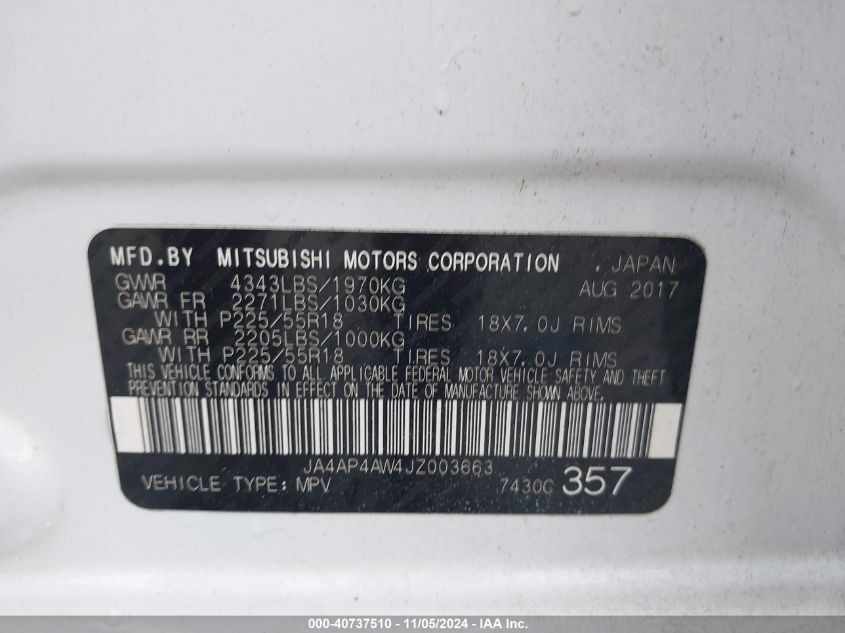 MFD.BY MITSUBISHI MOTORS CORPORATION . JAPAN
GVWR 4343LBS/1970KG AUG 2017
GAWR FR 2271LBS/1030KG
WITH P225/55R18 TIRES 18X7.0J RIMS
GAWR RR 2205LBS/1000KG
WITH P225/55R18 TIRES 18X7.0J RIMS
THIS VEHICLE CONFORMS TO ALL APPLICABLE FEDERAL MOTOR VEHICLE SAFETY AND THEFT
PREVENTION STANDARDS IN EFFECT ON THE DATE OF MANUFACTURE SHOWN ABOVE.
JA4AP4AW4JZ003663
VEHICLE TYPE: MPV 7430C 357
000-40737510 - 11/05/2024 - IAA Inc.